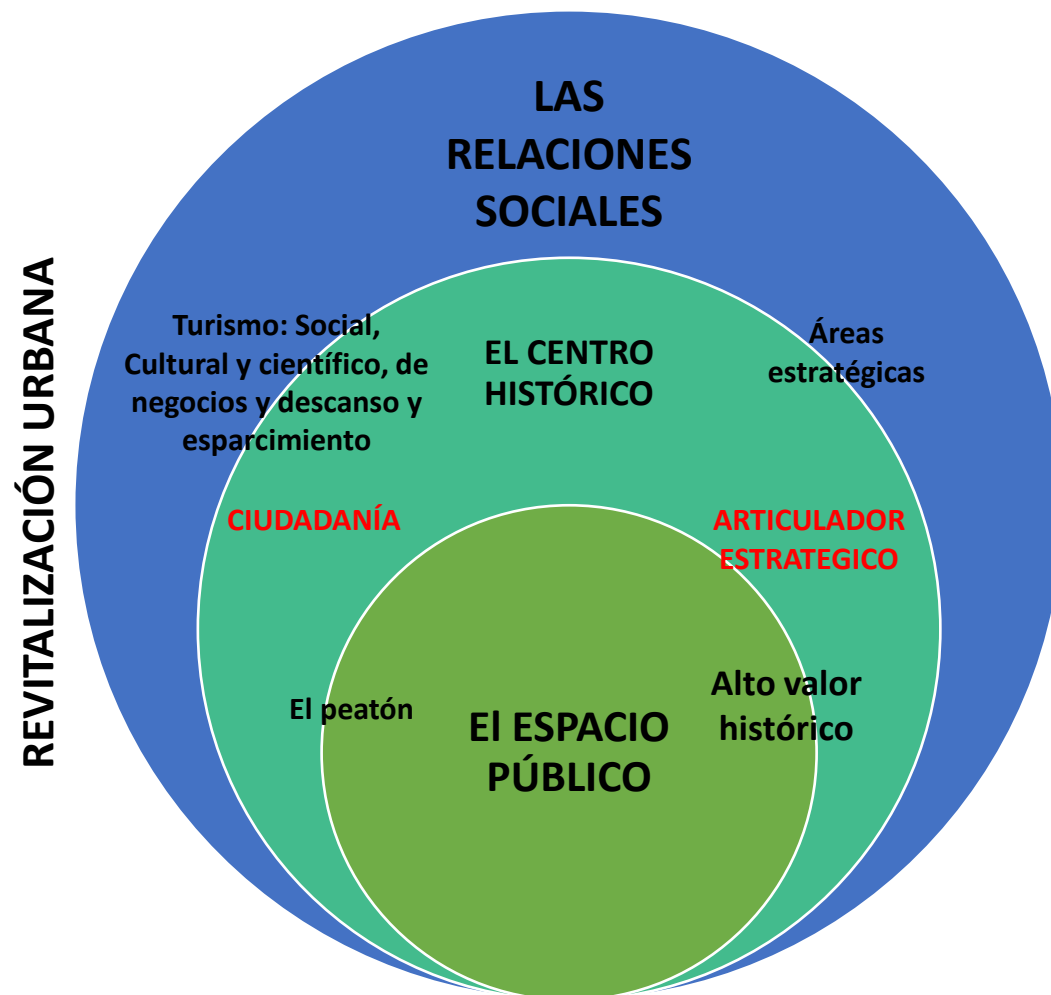 REVITALIZACIÓN URBANA
LAS
RELACIONES
SOCIALES
Turismo: Social,
Cultural y científico, de
negocios y descanso y
esparcimiento
EL CENTRO
HISTÓRICO
Áreas
estratégicas
CIUDADANÍA
ARTICULADOR
ESTRATEGICO
El peatón
El ESPACIO
PÚBLICO
Alto valor
histórico